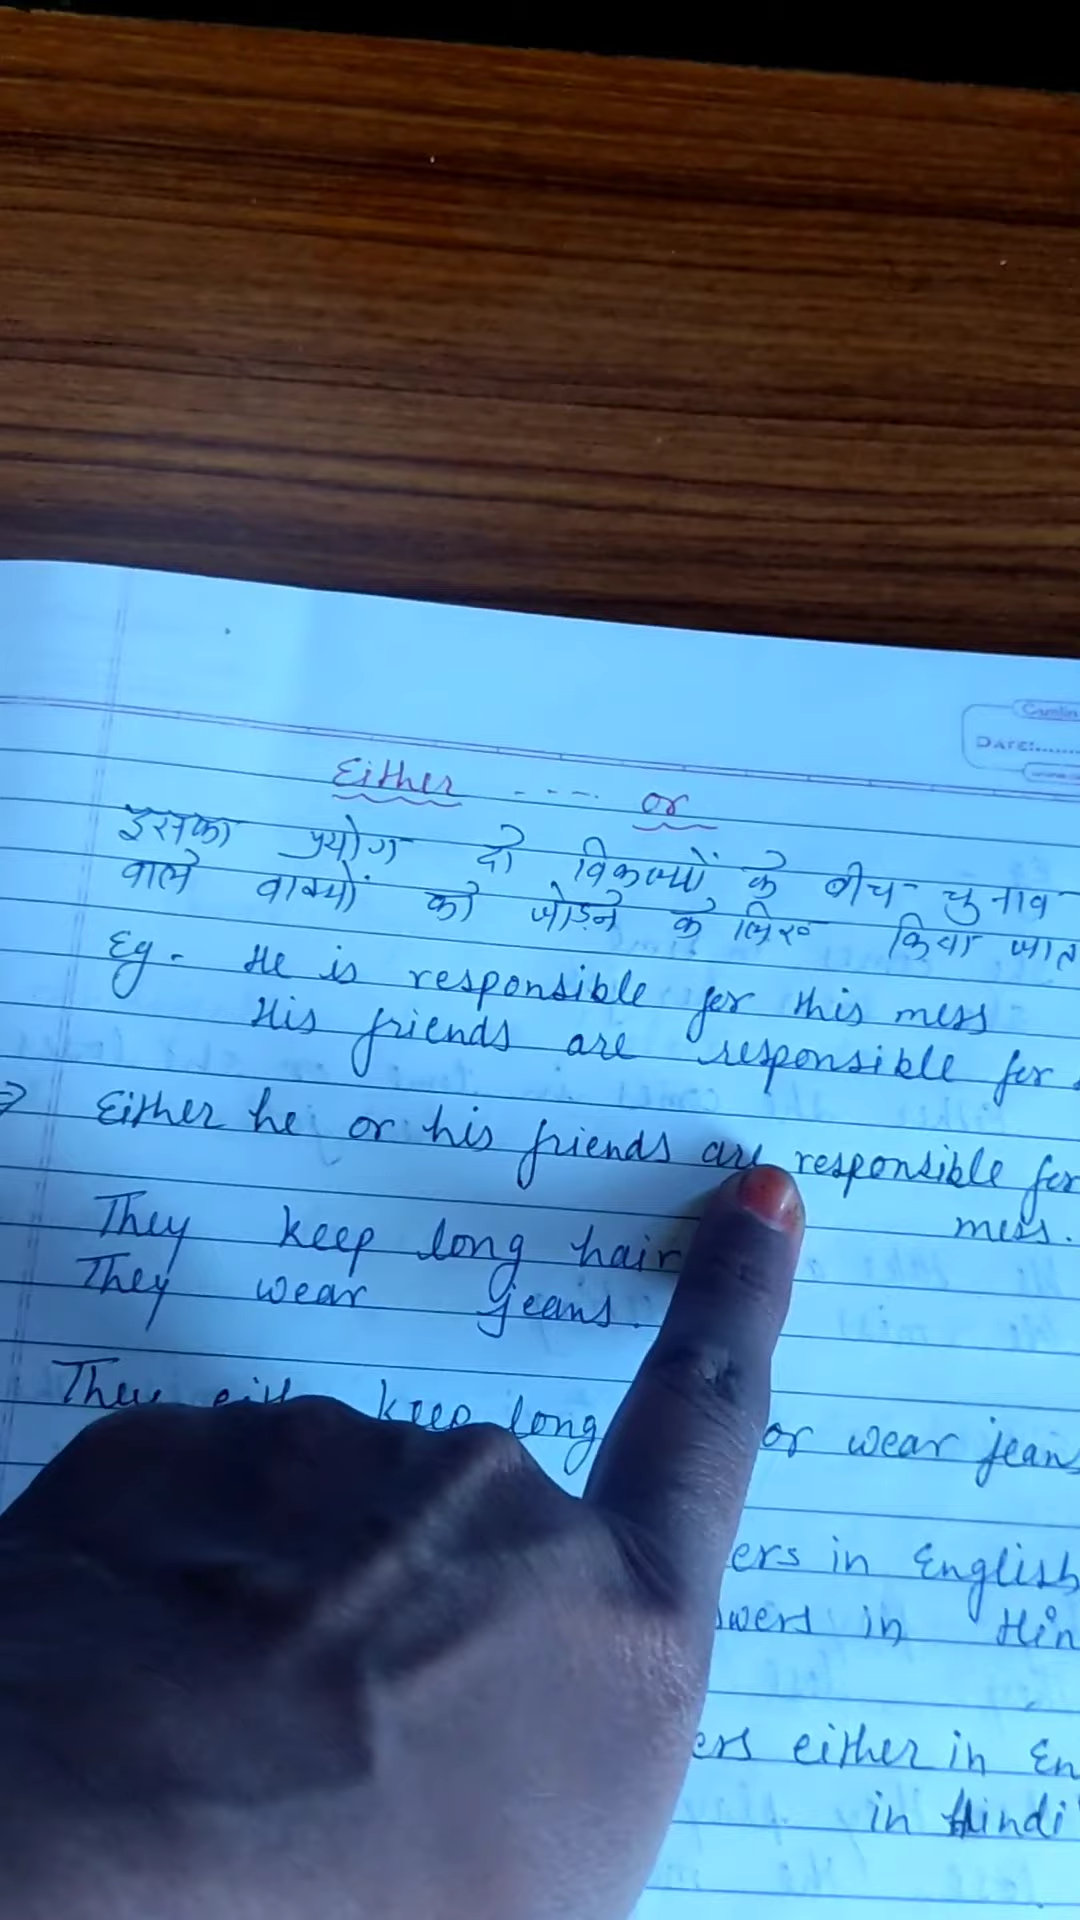 Camlin
DATE:.......
Either ---- or
इसका प्रयोग दो विकल्पों के बीच चुनाव
वाले वाक्यों को जोड़ने के लिए किया जात
Eg. He is responsible for this mess
His friends are responsible for
⇒ Either he or his friends are responsible for
mess.
They keep long hair
They wear jeans.
They keep long or wear jeans
ers in English
wers in Hin
ers either in En
in Hindi